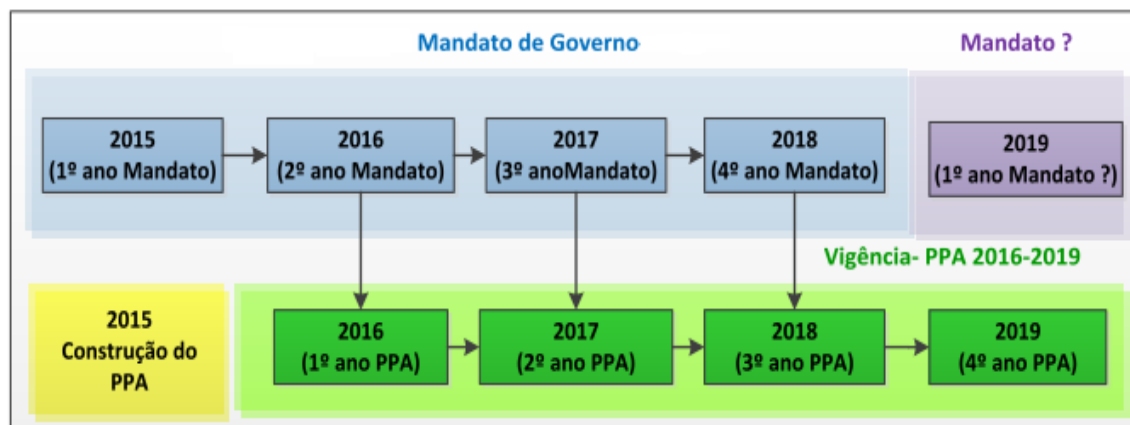 Mandato de Governo
Mandato ?
2015
(1º ano Mandato)
2016
(2º ano Mandato)
2017
(3º anoMandato)
2018
(4º ano Mandato)
2019
(1º ano Mandato ?)
Vigência- PPA 2016-2019
2015
Construção do
PPA
2016
(1º ano PPA)
2017
(2º ano PPA)
2018
(3º ano PPA)
2019
(4º ano PPA)